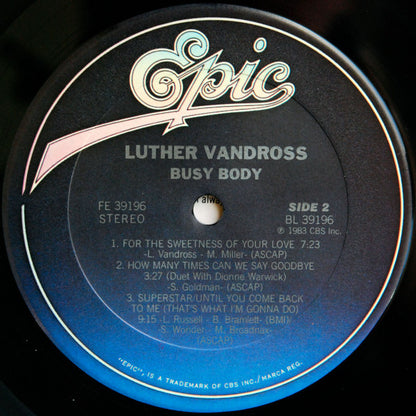 Epic
LUTHER VANDROSS
BUSY BODY
FE 39196
STEREO
SIDE 2
BL 39196
℗ 1983 CBS Inc.
1. FOR THE SWEETNESS OF YOUR LOVE 7:23
-L. Vandross - M. Miller- (ASCAP)
2. HOW MANY TIMES CAN WE SAY GOODBYE
3:27 (Duet With Dionne Warwick)
-S. Goldman- (ASCAP)
3. SUPERSTAR/UNTIL YOU COME BACK
TO ME (THAT'S WHAT I'M GONNA DO)
9:15 -L. Russell - B. Bramlett- (BMI)/
-S. Wonder - M. Broadnax-
(ASCAP)
"EPIC", IS A TRADEMARK OF CBS INC./MARCA REG.